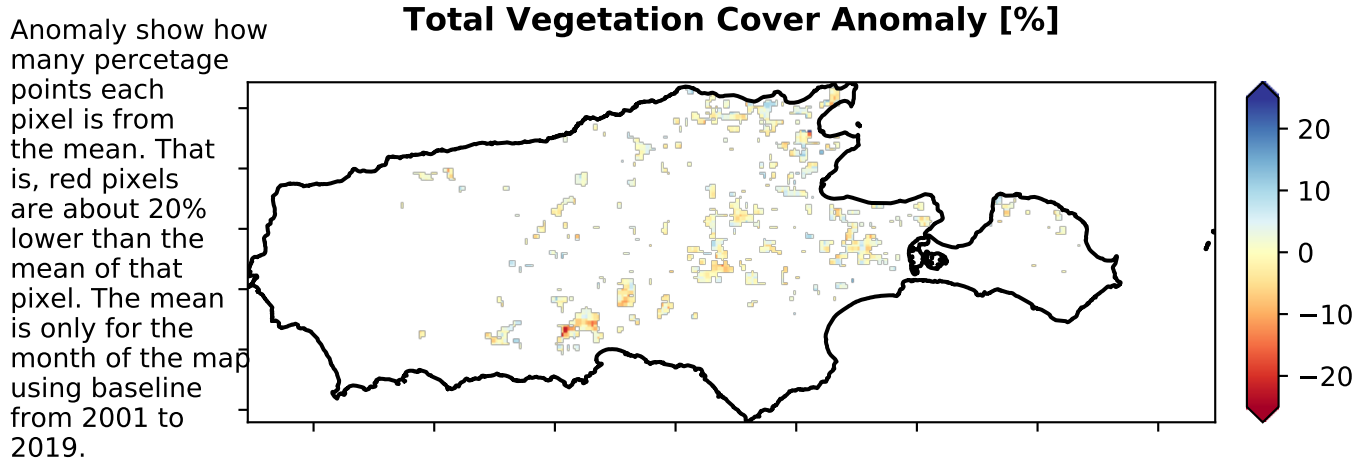 Total Vegetation Cover Anomaly [%]
Anomaly show how
many percetage
points each
pixel is from
the mean. That
is, red pixels
are about 20%
lower than the
mean of that
pixel. The mean
is only for the
month of the map
using baseline
from 2001 to
2019.
20
10
0
−10
−20